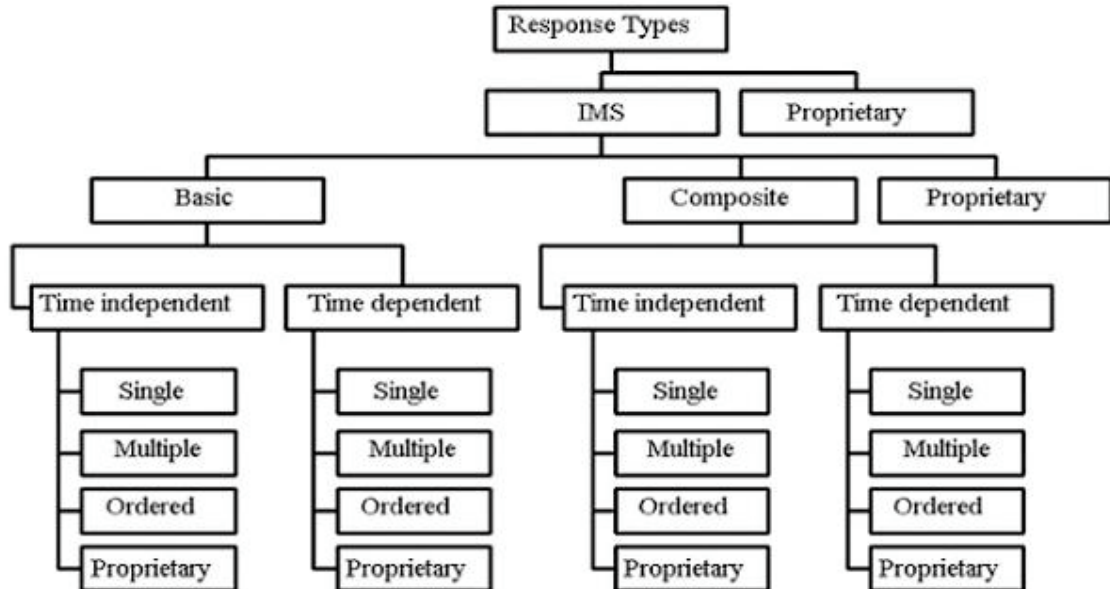 Response Types
IMS
Proprietary
Basic
Composite
Proprietary
Time independent
Time dependent
Time independent
Time dependent
Single
Single
Single
Single
Multiple
Multiple
Multiple
Multiple
Ordered
Ordered
Ordered
Ordered
Proprietary
Proprietary
Proprietary
Proprietary